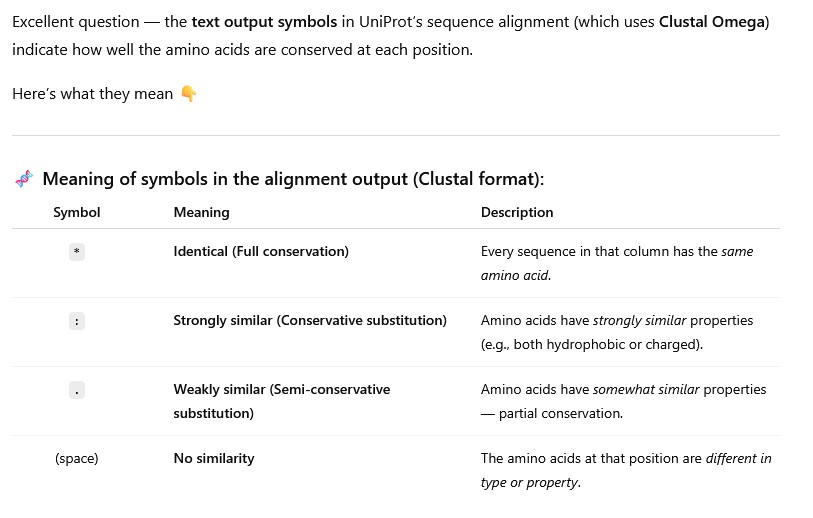 Excellent question — the text output symbols in UniProt's sequence alignment (which uses Clustal Omega)
indicate how well the amino acids are conserved at each position.
Here's what they mean 👇
🧬 Meaning of symbols in the alignment output (Clustal format):
Symbol Meaning Description
* Identical (Full conservation) Every sequence in that column has the same
amino acid.
: Strongly similar (Conservative substitution) Amino acids have strongly similar properties
(e.g., both hydrophobic or charged).
. Weakly similar (Semi-conservative Amino acids have somewhat similar properties
substitution) — partial conservation.
(space) No similarity The amino acids at that position are different in
type or property.